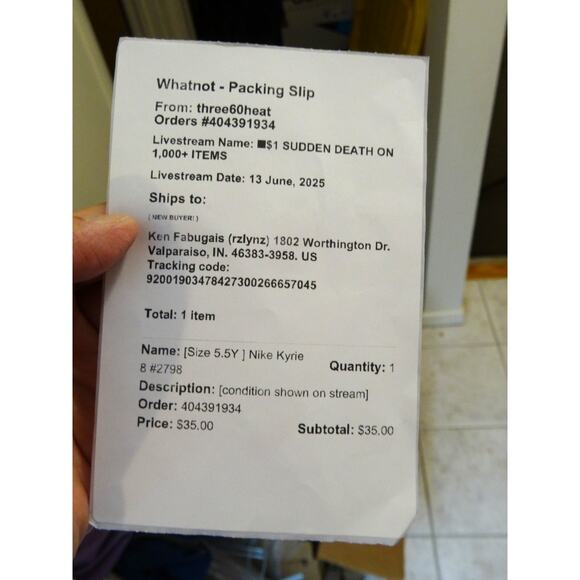 Whatnot - Packing Slip
From: three60heat
Orders #404391934
Livestream Name: ■$1 SUDDEN DEATH ON
1,000+ ITEMS
Livestream Date: 13 June, 2025
Ships to:
( NEW BUYER! )
Ken Fabugais (rzlynz) 1802 Worthington Dr.
Valparaiso, IN. 46383-3958. US
Tracking code:
9200190347842730026665​7045
Total: 1 item
Name: [Size 5.5Y ] Nike Kyrie
8 #2798
Quantity: 1
Description: [condition shown on stream]
Order: 404391934
Price: $35.00
Subtotal: $35.00